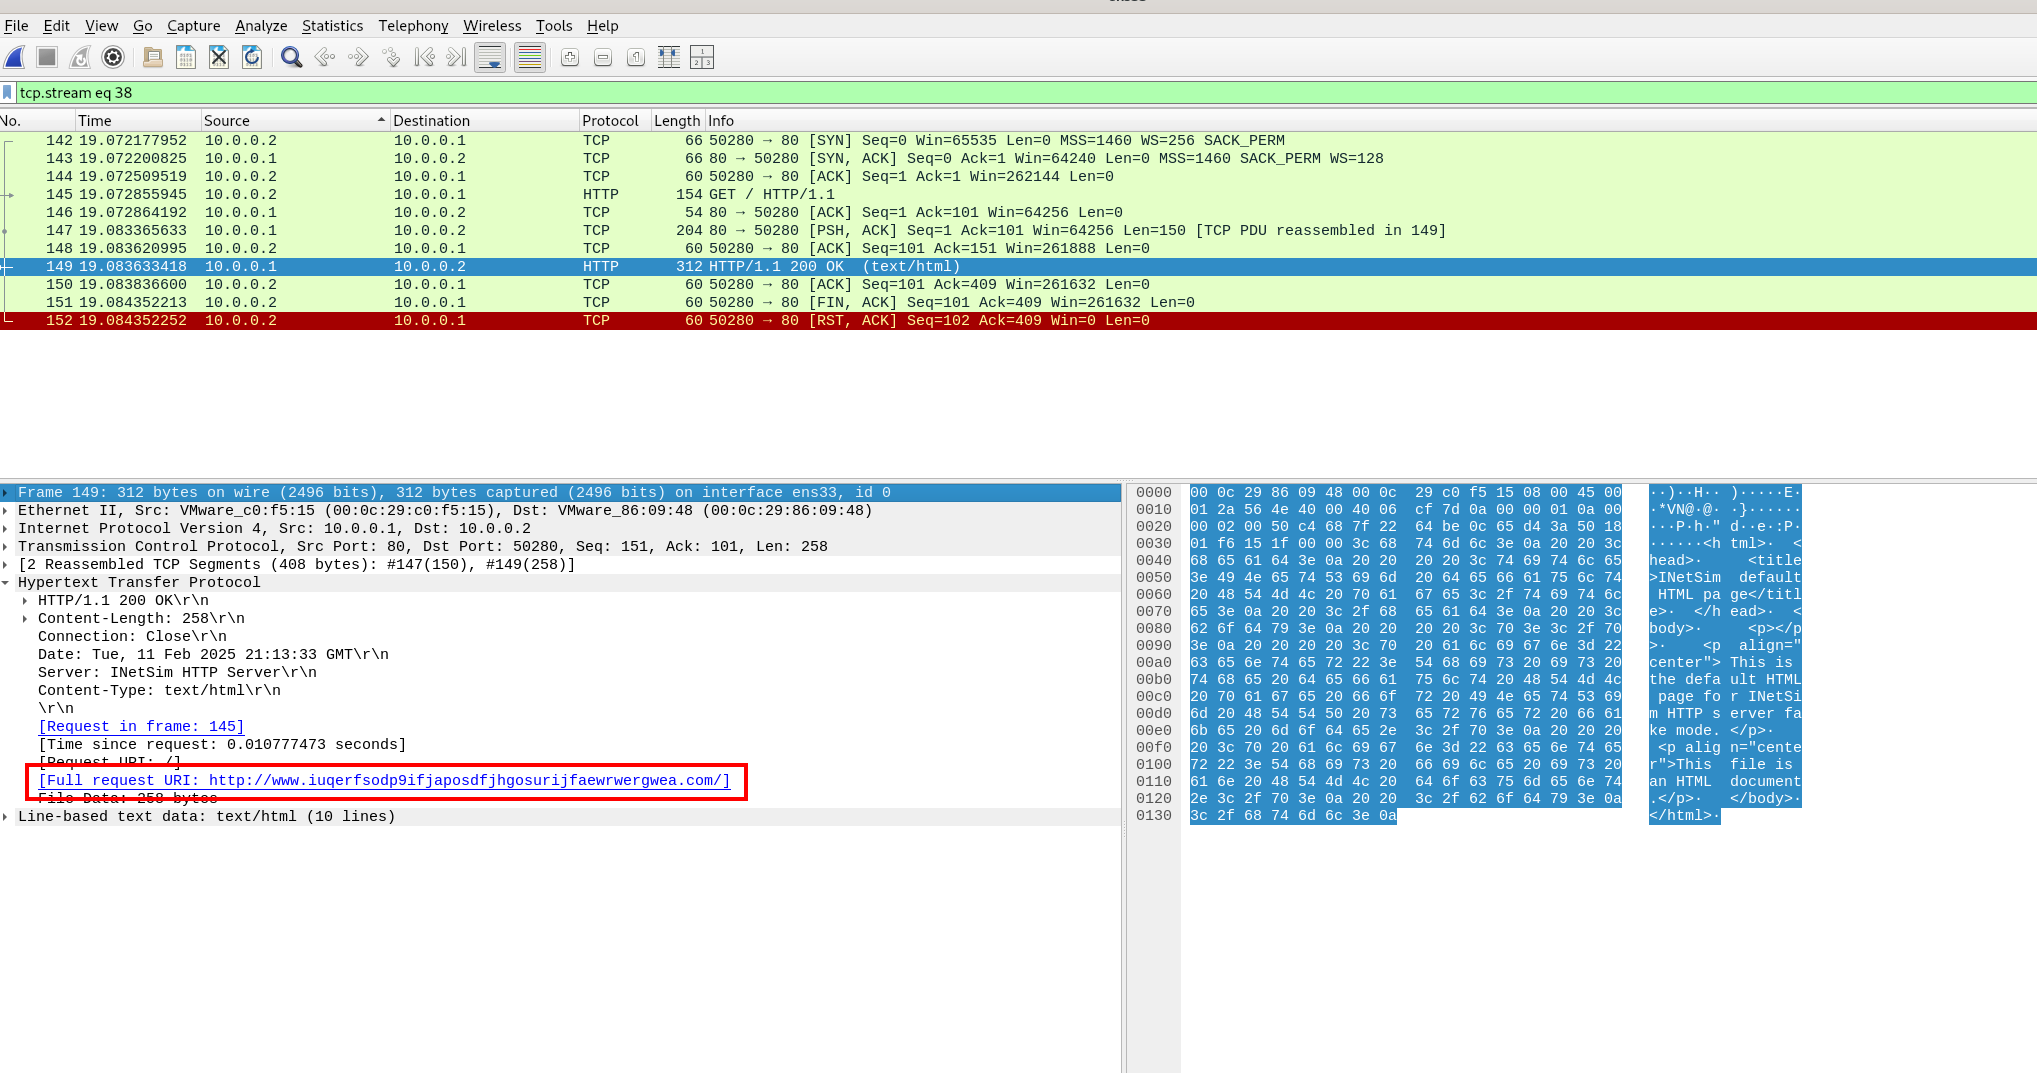 File Edit View Go Capture Analyze Statistics Telephony Wireless Tools Help
tcp.stream eq 38
No. Time Source Destination Protocol Length Info
142 19.072177952 10.0.0.2 10.0.0.1 TCP 66 50280 → 80 [SYN] Seq=0 Win=65535 Len=0 MSS=1460 WS=256 SACK_PERM
143 19.072200825 10.0.0.1 10.0.0.2 TCP 66 80 → 50280 [SYN, ACK] Seq=0 Ack=1 Win=64240 Len=0 MSS=1460 SACK_PERM WS=128
144 19.072509519 10.0.0.2 10.0.0.1 TCP 60 50280 → 80 [ACK] Seq=1 Ack=1 Win=262144 Len=0
145 19.072855945 10.0.0.2 10.0.0.1 HTTP 154 GET / HTTP/1.1
146 19.072864192 10.0.0.1 10.0.0.2 TCP 54 80 → 50280 [ACK] Seq=1 Ack=101 Win=64256 Len=0
147 19.083365633 10.0.0.1 10.0.0.2 TCP 204 80 → 50280 [PSH, ACK] Seq=1 Ack=101 Win=64256 Len=150 [TCP PDU reassembled in 149]
148 19.083620995 10.0.0.2 10.0.0.1 TCP 60 50280 → 80 [ACK] Seq=101 Ack=151 Win=261888 Len=0
149 19.083633418 10.0.0.1 10.0.0.2 HTTP 312 HTTP/1.1 200 OK  (text/html)
150 19.083836600 10.0.0.2 10.0.0.1 TCP 60 50280 → 80 [ACK] Seq=101 Ack=409 Win=261632 Len=0
151 19.084352213 10.0.0.2 10.0.0.1 TCP 60 50280 → 80 [FIN, ACK] Seq=101 Ack=409 Win=261632 Len=0
152 19.084352252 10.0.0.2 10.0.0.1 TCP 60 50280 → 80 [RST, ACK] Seq=102 Ack=409 Win=0 Len=0
Frame 149: 312 bytes on wire (2496 bits), 312 bytes captured (2496 bits) on interface ens33, id 0
Ethernet II, Src: VMware_c0:f5:15 (00:0c:29:c0:f5:15), Dst: VMware_86:09:48 (00:0c:29:86:09:48)
Internet Protocol Version 4, Src: 10.0.0.1, Dst: 10.0.0.2
Transmission Control Protocol, Src Port: 80, Dst Port: 50280, Seq: 151, Ack: 101, Len: 258
[2 Reassembled TCP Segments (408 bytes): #147(150), #149(258)]
Hypertext Transfer Protocol
HTTP/1.1 200 OK\r\n
Content-Length: 258\r\n
Connection: Close\r\n
Date: Tue, 11 Feb 2025 21:13:33 GMT\r\n
Server: INetSim HTTP Server\r\n
Content-Type: text/html\r\n
\r\n
[Request in frame: 145]
[Time since request: 0.010777473 seconds]
[Request URI: /]
[Full request URI: http://www.iuqerfsodp9ifjaposdfjhgosurijfaewrwergwea.com/]
File Data: 258 bytes
Line-based text data: text/html (10 lines)
0000 00 0c 29 86 09 48 00 0c 29 c0 f5 15 08 00 45 00 ··)··H·· )·····E·
0010 01 2a 56 4e 40 00 40 06 cf 7d 0a 00 00 01 0a 00 ·*VN@·@· ·}······
0020 00 02 00 50 c4 68 7f 22 64 be 0c 65 d4 3a 50 18 ···P·h·" d··e·:P·
0030 01 f6 15 1f 00 00 3c 68 74 6d 6c 3e 0a 20 20 3c ······<h tml>·  <
0040 68 65 61 64 3e 0a 20 20 20 20 3c 74 69 74 6c 65 head>·     <title
0050 3e 49 4e 65 74 53 69 6d 20 64 65 66 61 75 6c 74 >INetSim  default
0060 20 48 54 4d 4c 20 70 61 67 65 3c 2f 74 69 74 6c  HTML pa ge</titl
0070 65 3e 0a 20 20 3c 2f 68 65 61 64 3e 0a 20 20 3c e>·  </h ead>·  <
0080 62 6f 64 79 3e 0a 20 20 20 20 3c 70 3e 3c 2f 70 body>·     <p></p
0090 3e 0a 20 20 20 20 3c 70 20 61 6c 69 67 6e 3d 22 >·    <p  align="
00a0 63 65 6e 74 65 72 22 3e 54 68 69 73 20 69 73 20 center"> This is
00b0 74 68 65 20 64 65 66 61 75 6c 74 20 48 54 4d 4c the defa ult HTML
00c0 20 70 61 67 65 20 66 6f 72 20 49 4e 65 74 53 69  page fo r INetSi
00d0 6d 20 48 54 54 50 20 73 65 72 76 65 72 20 66 61 m HTTP s erver fa
00e0 6b 65 20 6d 6f 64 65 2e 3c 2f 70 3e 0a 20 20 20 ke mode. </p>·
00f0 20 3c 70 20 61 6c 69 67 6e 3d 22 63 65 6e 74 65  <p alig n="cente
0100 72 22 3e 54 68 69 73 20 66 69 6c 65 20 69 73 20 r">This  file is
0110 61 6e 20 48 54 4d 4c 20 64 6f 63 75 6d 65 6e 74 an HTML  document
0120 2e 3c 2f 70 3e 0a 20 20 3c 2f 62 6f 64 79 3e 0a .</p>·   </body>·
0130 3c 2f 68 74 6d 6c 3e 0a </html>·